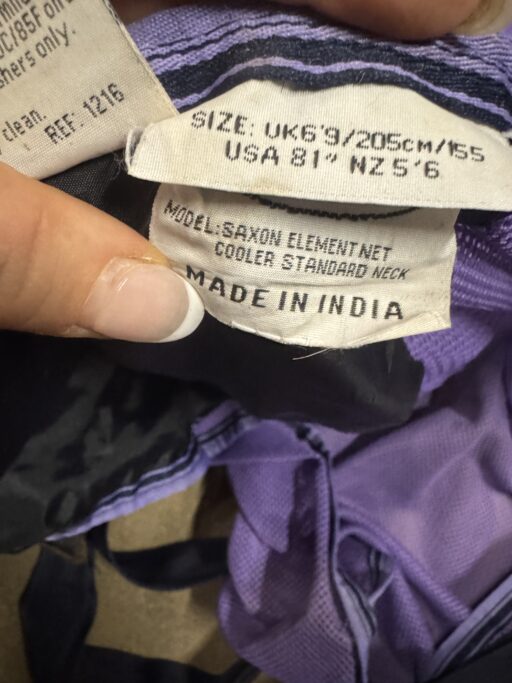 0C/85F on
shers only.
clean.
REF: 1216
SIZE: UK6'9/205CM/155
USA 81" NZ 5'6
MODEL: SAXON ELEMENT NET
COOLER STANDARD NECK
MADE IN INDIA